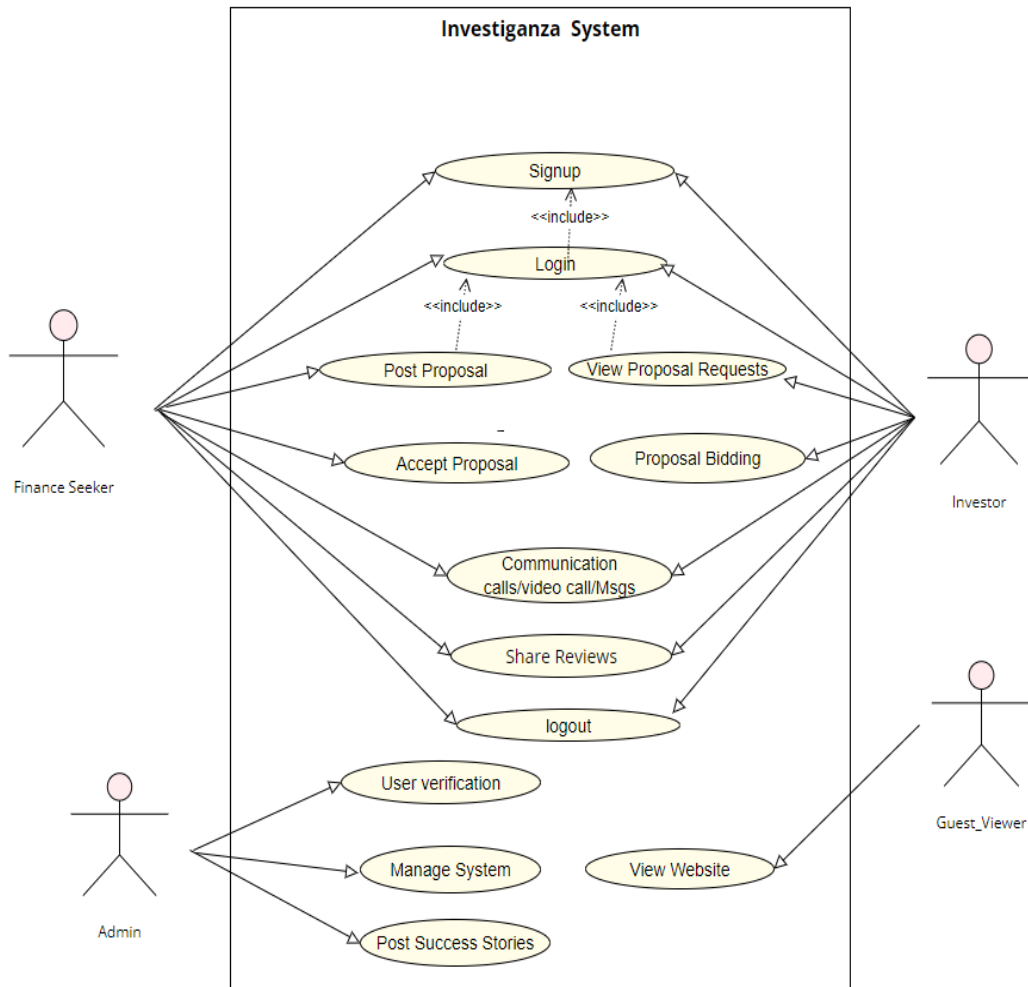 Investiganza System
Signup
<<include>>
Login
<<include>>
<<include>>
Post Proposal
View Proposal Requests
Accept Proposal
Proposal Bidding
Finance Seeker
Investor
Communication
calls/video call/Msgs
Share Reviews
logout
User verification
Guest_Viewer
Manage System
View Website
Admin
Post Success Stories